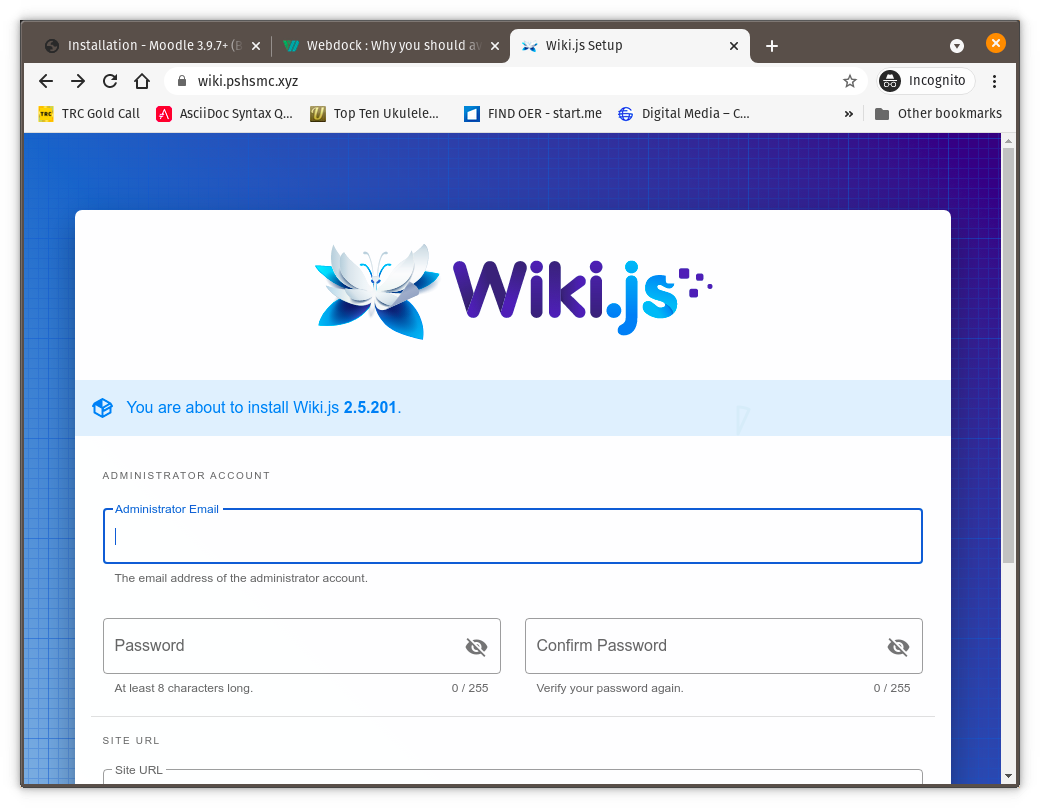 Installation - Moodle 3.9.7+ (B
Webdock : Why you should av
Wiki.js Setup
wiki.pshsmc.xyz
Incognito
TRC
TRC Gold Call
AsciiDoc Syntax Q...
Top Ten Ukulele...
FIND OER - start.me
Digital Media – C...
»
Other bookmarks
Wiki.js
You are about to install Wiki.js 2.5.201.
ADMINISTRATOR ACCOUNT
Administrator Email
The email address of the administrator account.
Password
Confirm Password
At least 8 characters long.
0 / 255
Verify your password again.
0 / 255
SITE URL
Site URL